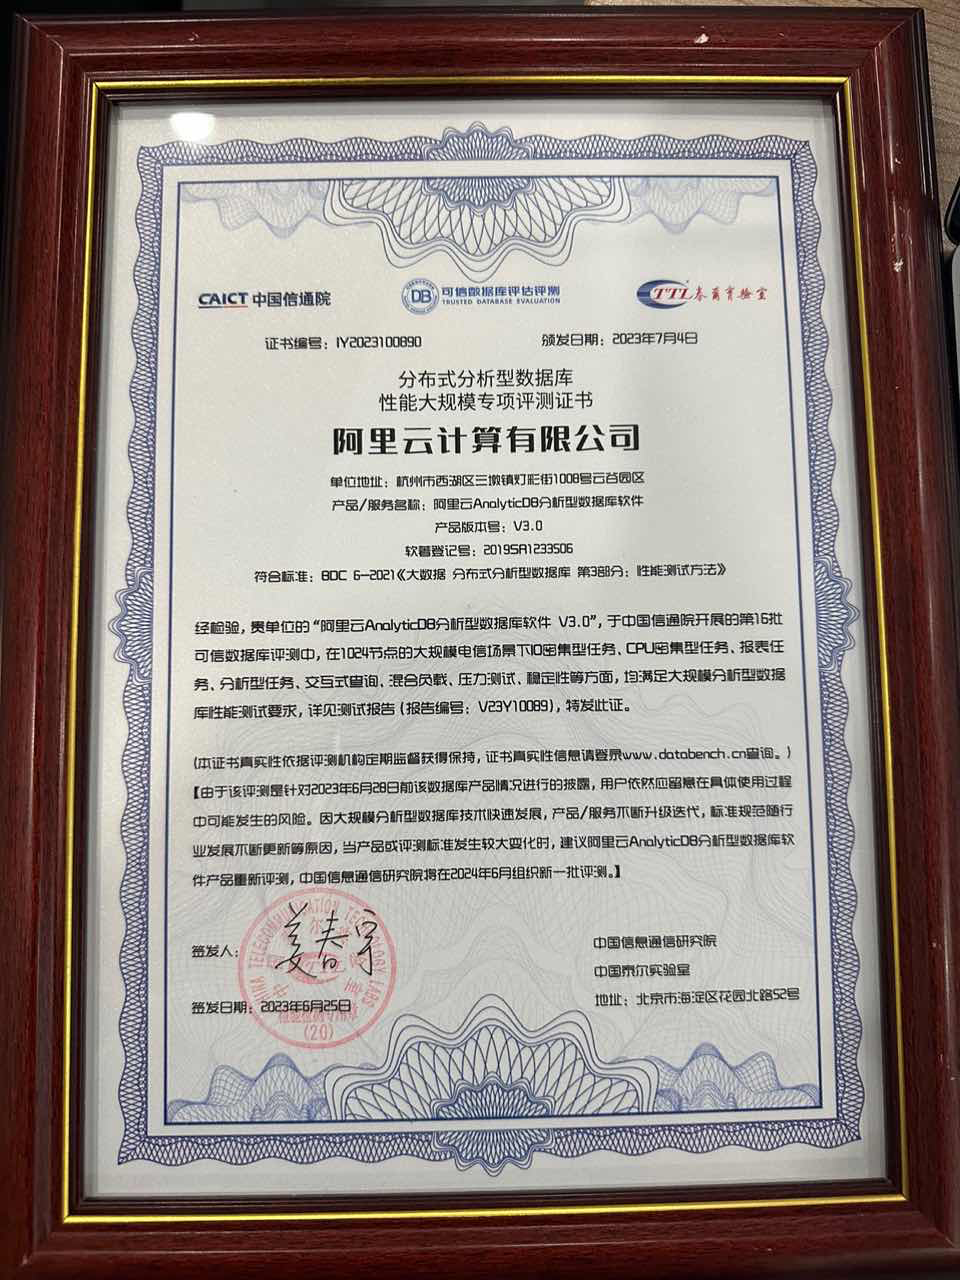 CAICT 中国信通院
DB 可信数据库评估评测
TRUSTED DATABASE EVALUATION
TTL 泰尔实验室
证书编号：IY2023100890
颁发日期：2023年7月4日
分布式分析型数据库
性能大规模专项评测证书
阿里云计算有限公司
单位地址：杭州市西湖区三墩镇灯彩街1008号云谷园区
产品/服务名称：阿里云AnalyticDB分析型数据库软件
产品版本号：V3.0
软著登记号：2019SR1233506
符合标准：BDC 6—2021《大数据 分布式分析型数据库 第3部分：性能测试方法》
经检验，贵单位的“阿里云AnalyticDB分析型数据库软件 V3.0”，于中国信通院开展的第16批
可信数据库评测中，在1024节点的大规模电信场景下IO密集型任务、CPU密集型任务、报表任
务、分析型任务、交互式查询、混合负载、压力测试、稳定性等方面，均满足大规模分析型数据
库性能测试要求，详见测试报告（报告编号：V23Y10089），特发此证。
（本证书真实性依据评测机构定期监督获得保持，证书真实性信息请登录www.databench.cn查询。）
【由于该评测是针对2023年6月28日前该数据库产品情况进行的披露，用户依然应留意在具体使用过程
中可能发生的风险。因大规模分析型数据库技术快速发展，产品/服务不断升级迭代，标准规范随行
业发展不断更新等原因，当产品或评测标准发生较大变化时，建议阿里云AnalyticDB分析型数据库软
件产品重新评测，中国信息通信研究院将在2024年6月组织新一批评测。】
签发人：姜春宇
签发日期：2023年6月25日
CHINA TELECOMMUNICATION TECHNOLOGY LABS
(20)
中国信息通信研究院
中国泰尔实验室
地址：北京市海淀区花园北路52号